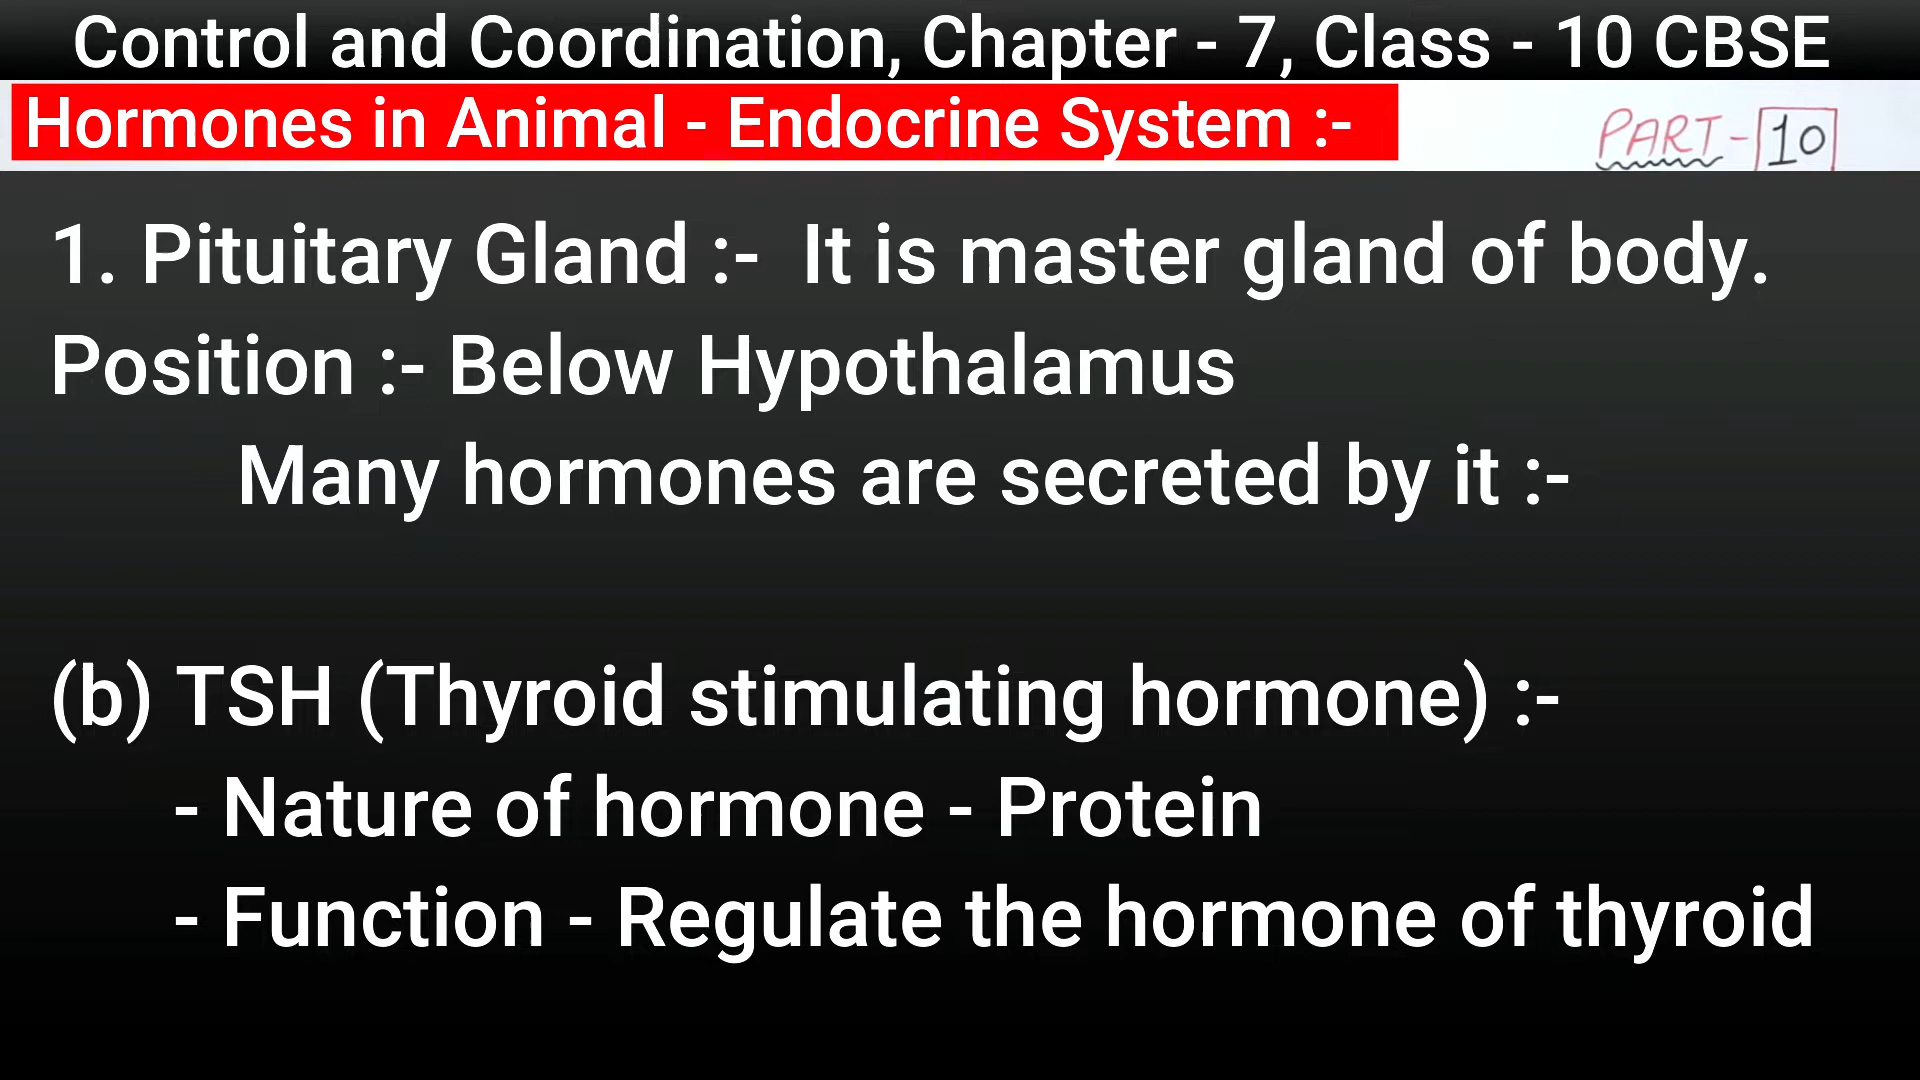 Control and Coordination, Chapter - 7, Class - 10 CBSE
Hormones in Animal - Endocrine System :-
PART - 10
1. Pituitary Gland :- It is master gland of body.
Position :- Below Hypothalamus
Many hormones are secreted by it :-
(b) TSH (Thyroid stimulating hormone) :-
- Nature of hormone - Protein
- Function - Regulate the hormone of thyroid